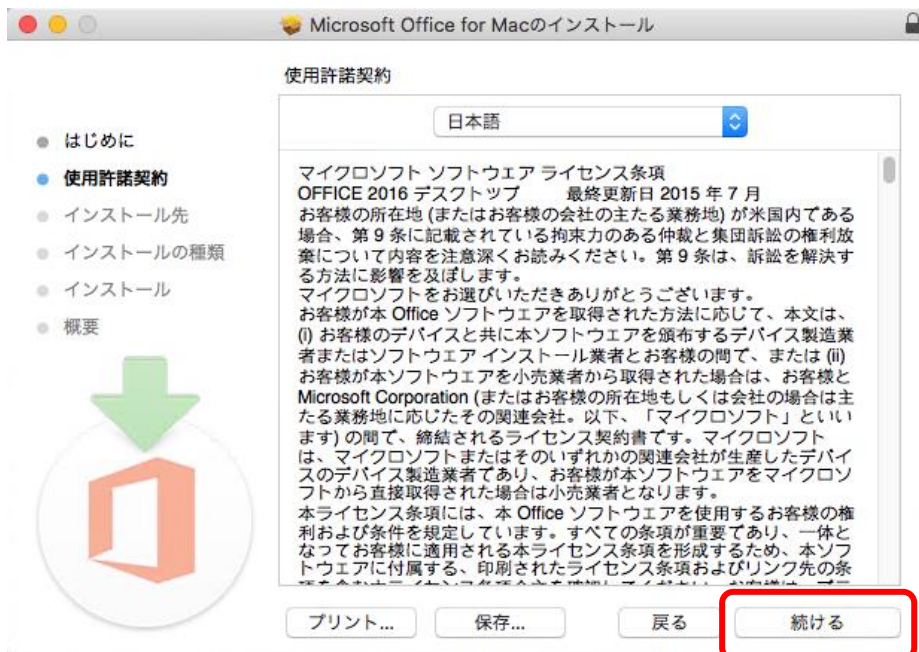 Microsoft Office for Macのインストール
使用許諾契約
日本語
はじめに
使用許諾契約
インストール先
インストールの種類
インストール
概要
マイクロソフト ソフトウェア ライセンス条項
OFFICE 2016 デスクトップ 最終更新日 2015 年 7 月
お客様の所在地 (またはお客様の会社の主たる業務地) が米国内である
場合、第 9 条に記載されている拘束力のある仲裁と集団訴訟の権利放
棄について内容を注意深くお読みください。第 9 条は、訴訟を解決す
る方法に影響を及ぼします。
マイクロソフトをお選びいただきありがとうございます。
お客様が本 Office ソフトウェアを取得された方法に応じて、本文は、
(i) お客様のデバイスと共に本ソフトウェアを頒布するデバイス製造業
者またはソフトウェア インストール業者とお客様の間で、または (ii)
お客様が本ソフトウェアを小売業者から取得された場合は、お客様と
Microsoft Corporation (またはお客様の所在地もしくは会社の場合は主
たる業務地に応じたその関連会社。以下、「マイクロソフト」といい
ます) の間で、締結されるライセンス契約書です。マイクロソフト
は、マイクロソフトまたはそのいずれかの関連会社が生産したデバイ
スのデバイス製造業者であり、お客様が本ソフトウェアをマイクロソ
フトから直接取得された場合は小売業者となります。
本ライセンス条項には、本 Office ソフトウェアを使用するお客様の権
利および条件を規定しています。すべての条項が重要であり、一体と
なってお客様に適用される本ライセンス条項を形成するため、本ソフ
トウェアに付属する、印刷されたライセンス条項およびリンク先の条
プリント...
保存...
戻る
続ける